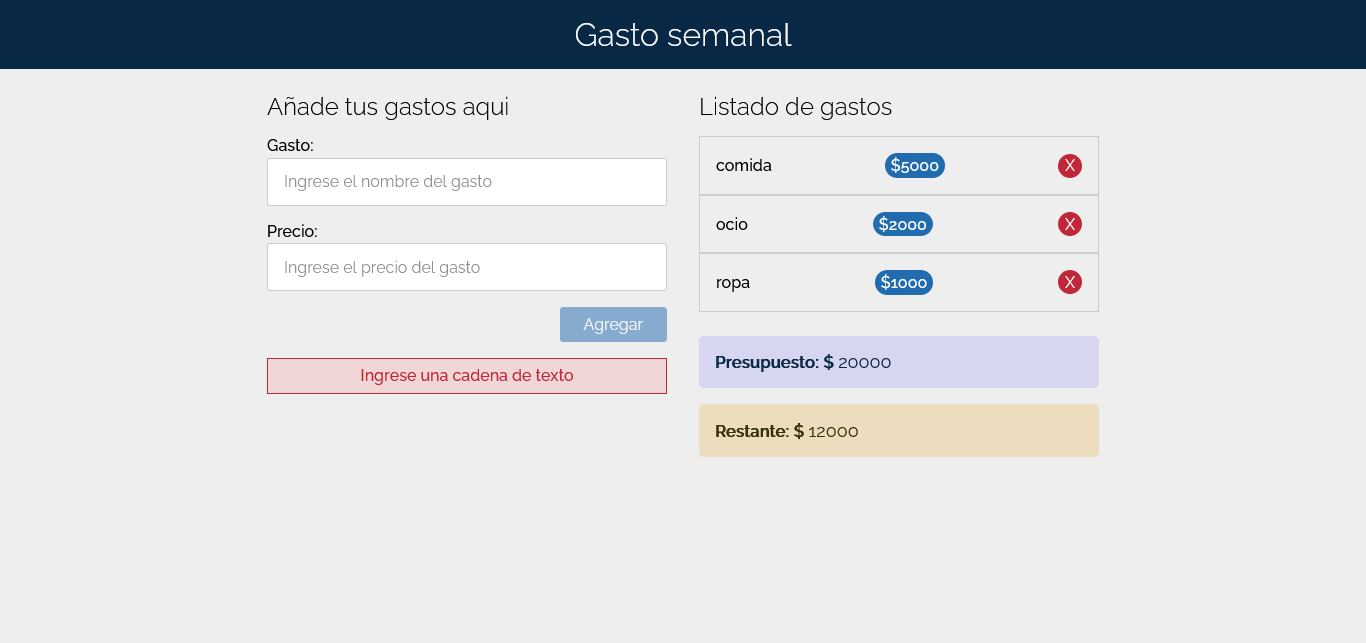 Gasto semanal
Añade tus gastos aqui
Gasto:
Ingrese el nombre del gasto
Precio:
Ingrese el precio del gasto
Agregar
Ingrese una cadena de texto
Listado de gastos
comida $5000 X
ocio $2000 X
ropa $1000 X
Presupuesto: $ 20000
Restante: $ 12000